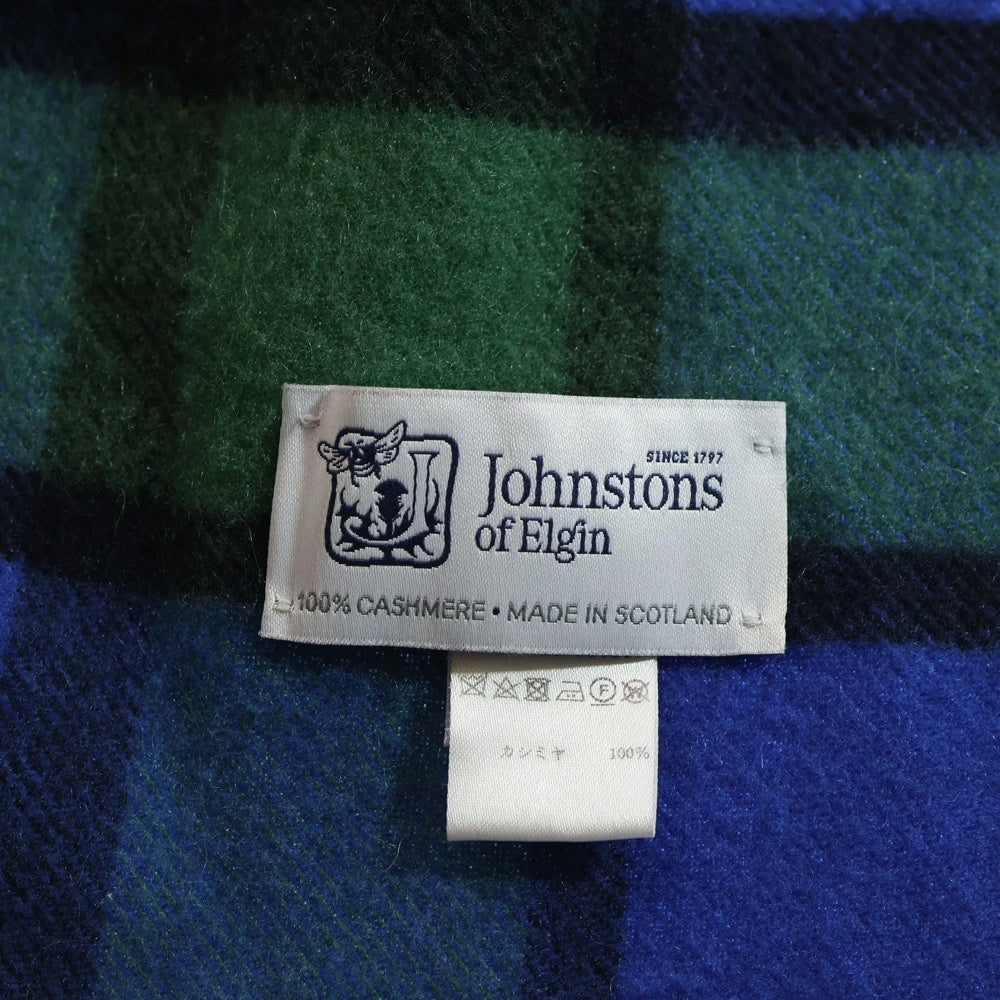 SINCE 1797
Johnstons
of Elgin
100% CASHMERE • MADE IN SCOTLAND
F
カシミヤ 100%